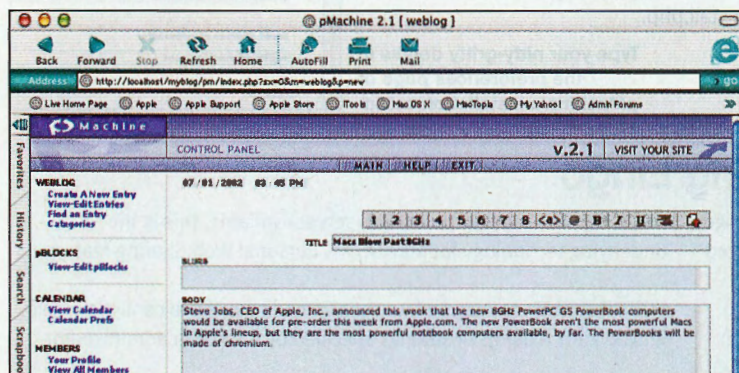 tail.php
Type your nitty-gritty
pMachine 2.1 [ weblog ]
Back Forward Stop Refresh Home AutoFill Print Mail
Address: http://localhost/myblog/pm/index.php?sx=0&m=weblog&p=new go
Live Home Page Apple Apple Support Apple Store iTools Mac OS X MacTopia My Yahoo! Admin Forums
Machine
CONTROL PANEL v.2.1 VISIT YOUR SITE
MAIN HELP EXIT
Favorites
History
Search
Scrapbook
WEBLOG
Create A New Entry
View-Edit Entries
Find an Entry
Categories
pBLOCKS
View-Edit pBlocks
CALENDAR
View Calendar
Calendar Prefs
MEMBERS
Your Profile
View All Members
07/01/2002 03:45 PM
1 2 3 4 5 6 7 8 <a> @ B I U
TITLE Macs Blow Past 8GHz
BLURB
BODY
Steve Jobs, CEO of Apple, Inc., announced this week that the new 8GHz PowerPC G5 PowerBook computers
would be available for pre-order this week from Apple.com. The new PowerBook aren't the most powerful Macs
in Apple's lineup, but they are the most powerful notebook computers available, by far. The PowerBooks will be
made of chromium.